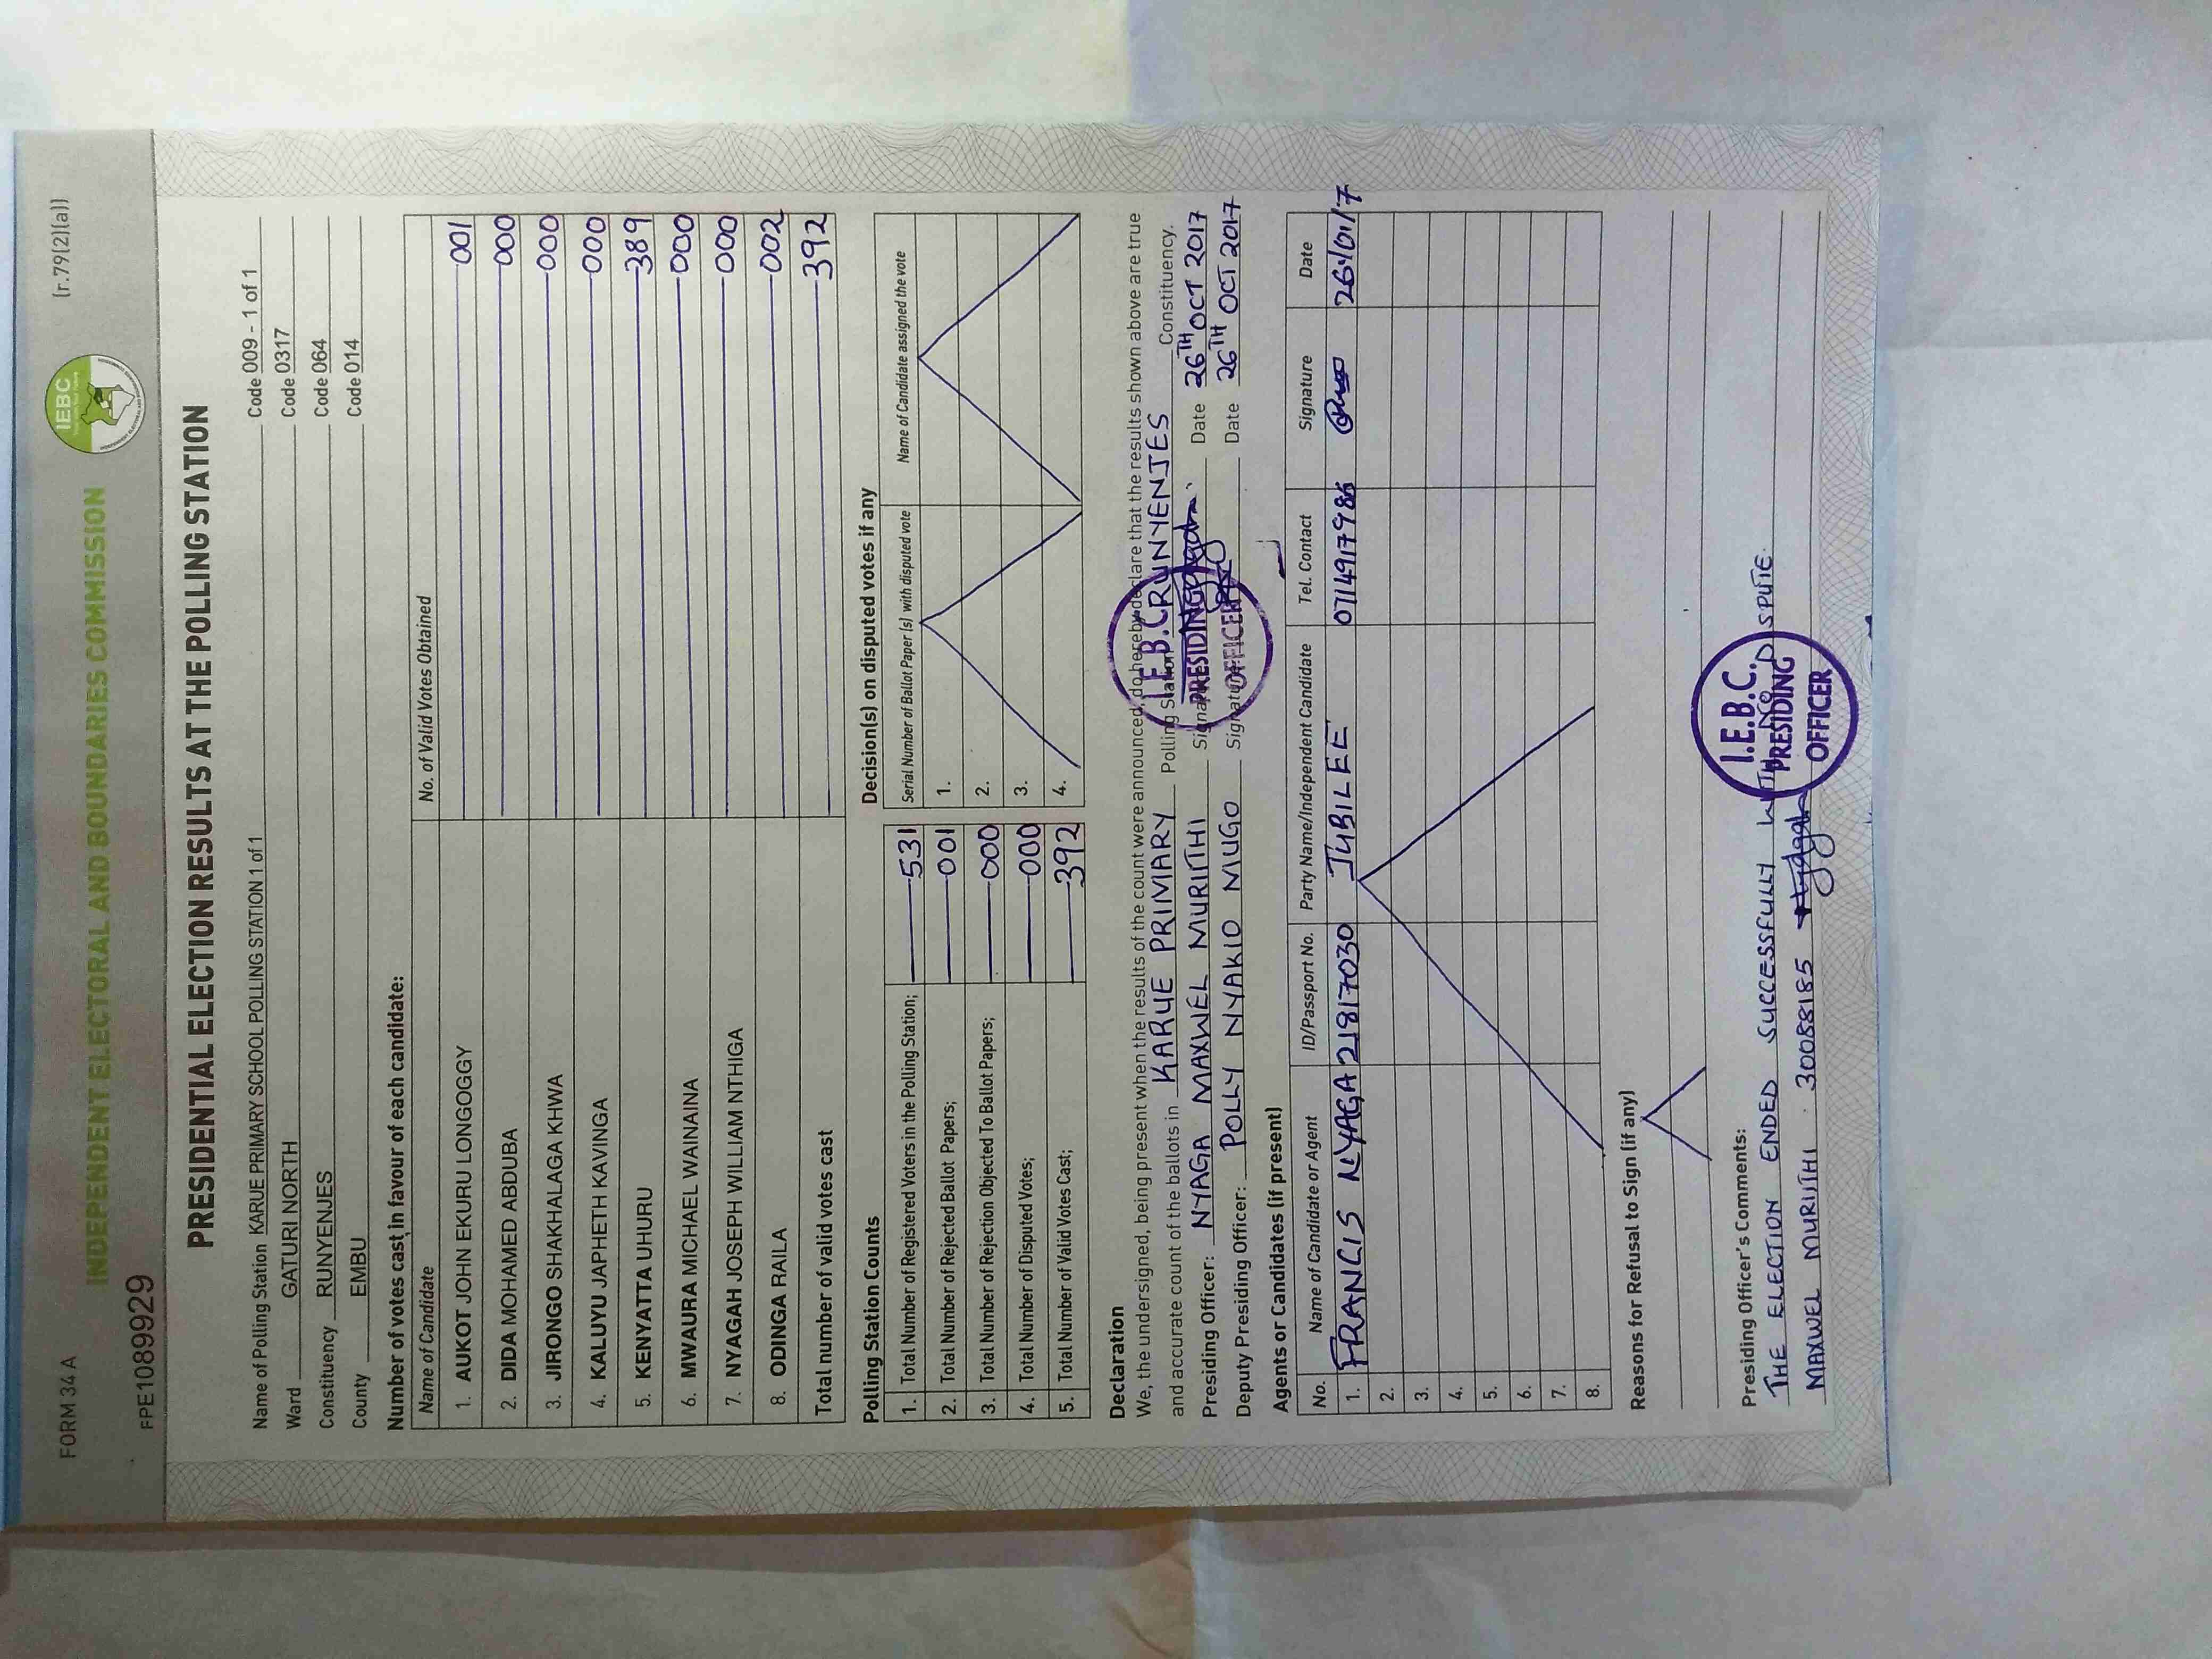 FORM 34 A
(r.79(2)(a))
INDEPENDENT ELECTORAL AND BOUNDARIES COMMISSION
IEBC
FPE1089929
PRESIDENTIAL ELECTION RESULTS AT THE POLLING STATION
Name of Polling Station KARUE PRIMARY SCHOOL POLLING STATION 1 of 1 Code 009 - 1 of 1
Ward GATURI NORTH Code 0317
Constituency RUNYENJES Code 064
County EMBU Code 014
Number of votes cast in favour of each candidate:
Name of Candidate No. of Valid Votes Obtained
1. AUKOT JOHN EKURU LONGOGGY 001
2. DIDA MOHAMED ABDUBA 000
3. JIRONGO SHAKHALAGA KHWA 000
4. KALUYU JAPHETH KAVINGA 000
5. KENYATTA UHURU 389
6. MWAURA MICHAEL WAINAINA 000
7. NYAGAH JOSEPH WILLIAM NTHIGA 000
8. ODINGA RAILA 002
Total number of valid votes cast 392
Polling Station Counts
1. Total Number of Registered Voters in the Polling Station; 531
2. Total Number of Rejected Ballot Papers; 001
3. Total Number of Rejection Objected To Ballot Papers; 000
4. Total Number of Disputed Votes; 000
5. Total Number of Valid Votes Cast; 392
Decision(s) on disputed votes if any
Serial Number of Ballot Paper (s) with disputed vote Name of Candidate assigned the vote
1.
2.
3.
4.
Declaration
We, the undersigned, being present when the results of the count were announced, do hereby declare that the results shown above are true
and accurate count of the ballots in KARUE PRIMARY Polling Station RUNYENJES Constituency.
Presiding Officer: NYAGA MAXWEL MURIITHI Signature Date 26TH OCT 2017
Deputy Presiding Officer: POLLY NYAKIO MUGO Signature Date 26TH OCT 2017
I.E.B.C.
PRESIDING
OFFICER
Agents or Candidates (if present)
No. Name of Candidate or Agent ID/Passport No. Party Name/Independent Candidate Tel. Contact Signature Date
1. FRANCIS NYAGA 21817030 JUBILEE 0714917986 26/10/17
2.
3.
4.
5.
6.
7.
8.
Reasons for Refusal to Sign (if any)
Presiding Officer's Comments:
THE ELECTION ENDED SUCCESSFULLY WITH NO DISPUTE.
MAXWEL MURIITHI 30088185
I.E.B.C.
PRESIDING
OFFICER